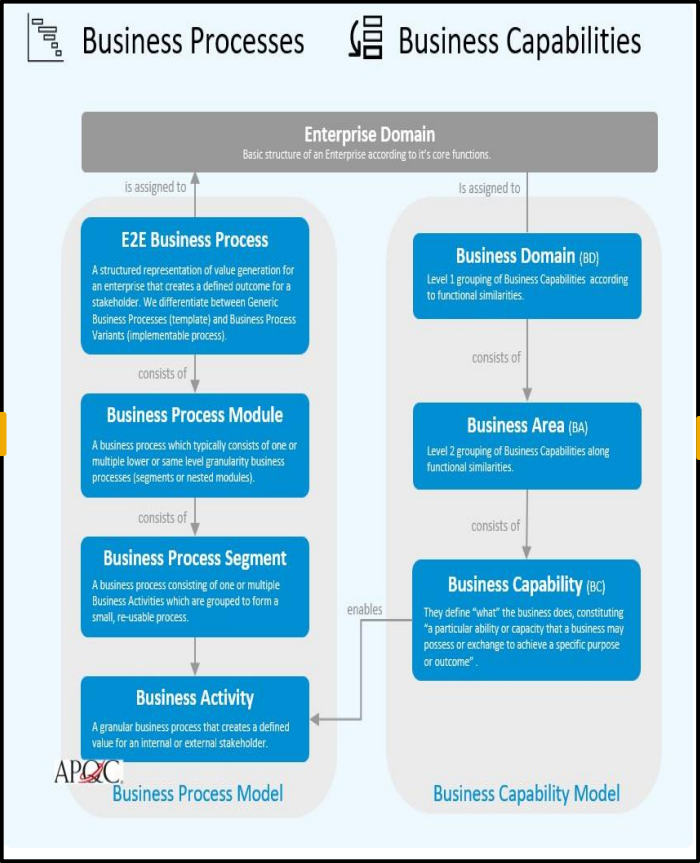 Business Processes
Business Capabilities
Enterprise Domain
Basic structure of an Enterprise according to it's core functions.
is assigned to
Is assigned to
E2E Business Process
A structured representation of value generation for
an enterprise that creates a defined outcome for a
stakeholder. We differentiate between Generic
Business Processes (template) and Business Process
Variants (implementable process).
consists of
Business Process Module
A business process which typically consists of one or
multiple lower or same level granularity business
processes (segments or nested modules).
consists of
Business Process Segment
A business process consisting of one or multiple
Business Activities which are grouped to form a
small, re-usable process.
Business Activity
A granular business process that creates a defined
value for an internal or external stakeholder.
APQC
Business Process Model
Business Domain (BD)
Level 1 grouping of Business Capabilities according
to functional similarities.
consists of
Business Area (BA)
Level 2 grouping of Business Capabilities along
functional similarities.
consists of
Business Capability (BC)
They define “what” the business does, constituting
“a particular ability or capacity that a business may
possess or exchange to achieve a specific purpose
or outcome” .
enables
Business Capability Model